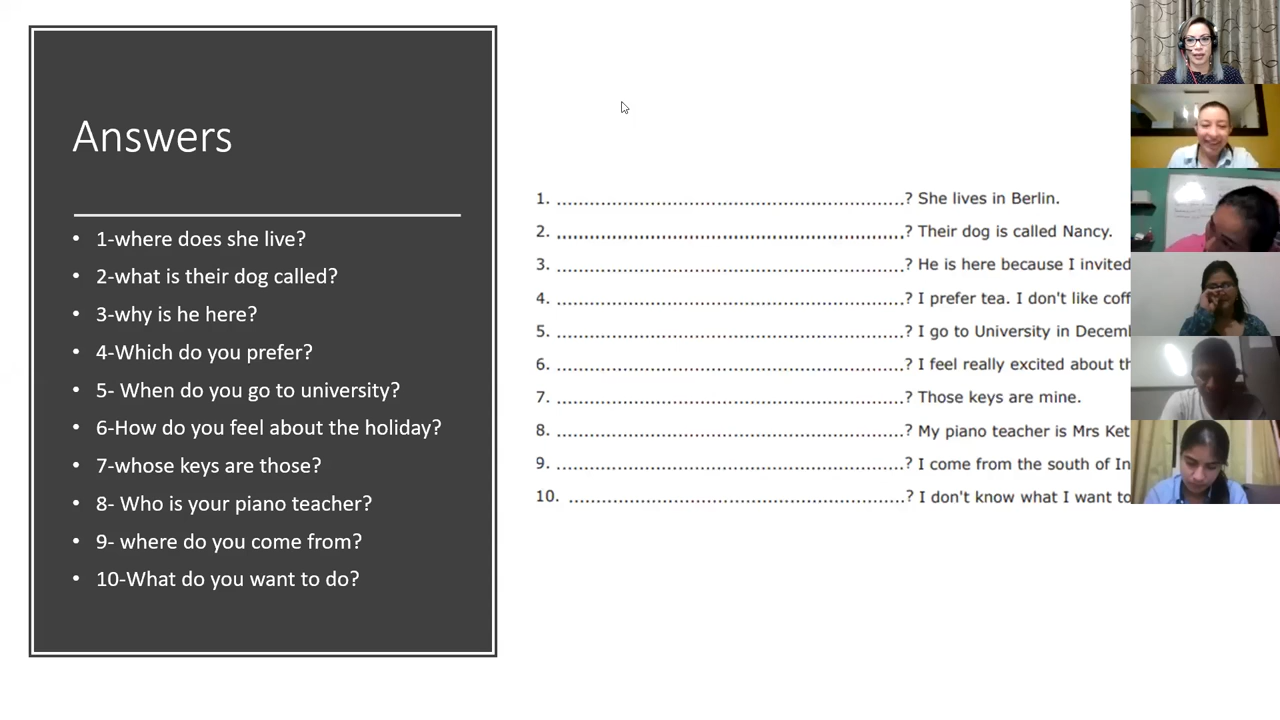 Answers
• 1-where does she live?
• 2-what is their dog called?
• 3-why is he here?
• 4-Which do you prefer?
• 5- When do you go to university?
• 6-How do you feel about the holiday?
• 7-whose keys are those?
• 8- Who is your piano teacher?
• 9- where do you come from?
• 10-What do you want to do?
1. ........................................................? She lives in Berlin.
2. ........................................................? Their dog is called Nancy.
3. ........................................................? He is here because I invited
4. ........................................................? I prefer tea. I don't like
5. ........................................................? I go to University in
6. ........................................................? I feel really excited about
7. ........................................................? Those keys are mine.
8. ........................................................? My piano teacher is Mrs
9. ........................................................? I come from the south of
10. ......................................................? I don't know what I want to